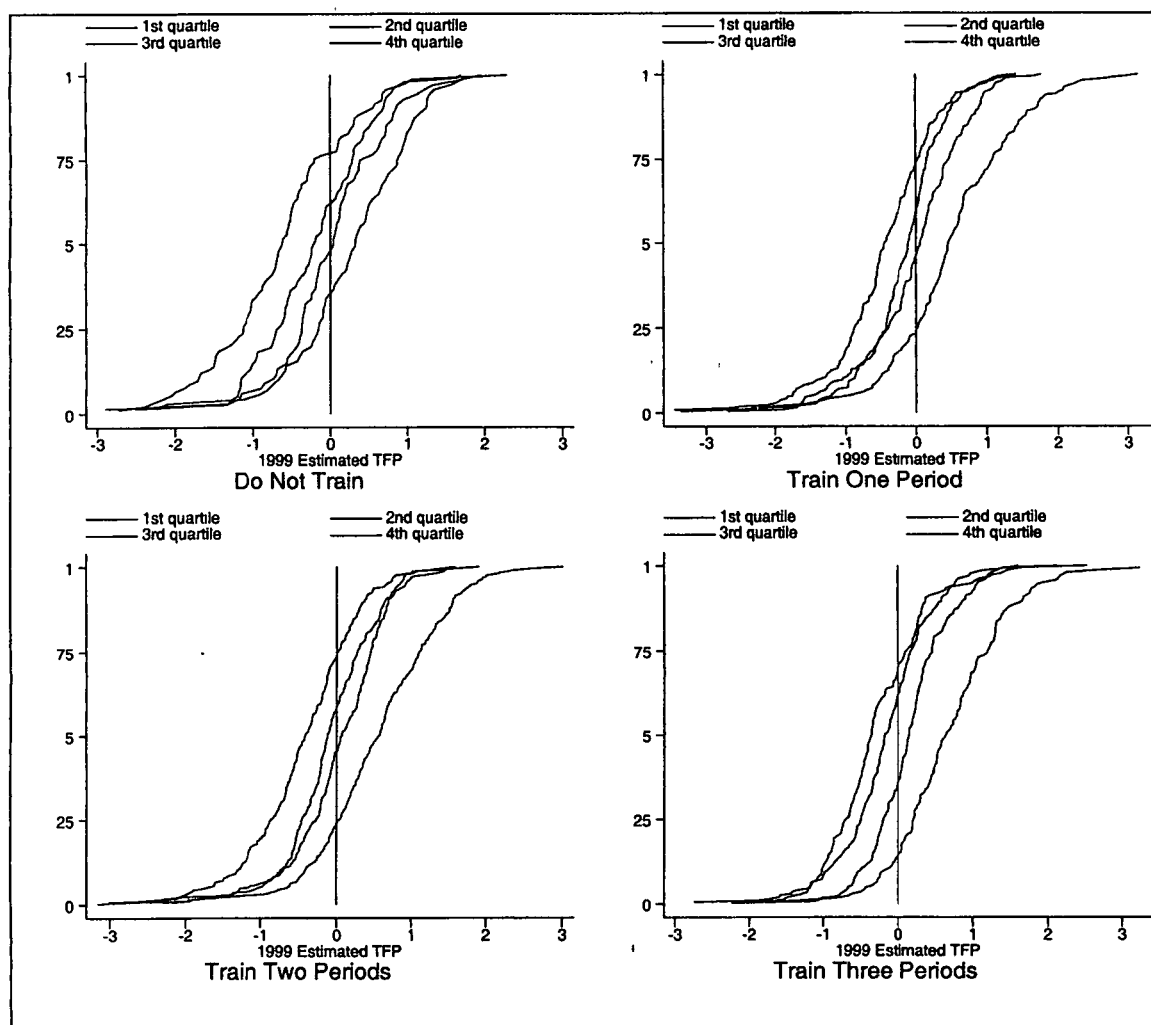 1st quartile 2nd quartile
3rd quartile 4th quartile
1
75
5
25
0
-3 -2 -1 0 1 2 3
1999 Estimated TFP
Do Not Train
1st quartile 2nd quartile
3rd quartile 4th quartile
1
75
5
25
0
-3 -2 -1 0 1 2 3
1999 Estimated TFP
Train One Period
1st quartile 2nd quartile
3rd quartile 4th quartile
1
75
5
25
0
-3 -2 -1 0 1 2 3
1999 Estimated TFP
Train Two Periods
1st quartile 2nd quartile
3rd quartile 4th quartile
1
75
5
25
0
-3 -2 -1 0 1 2 3
1999 Estimated TFP
Train Three Periods